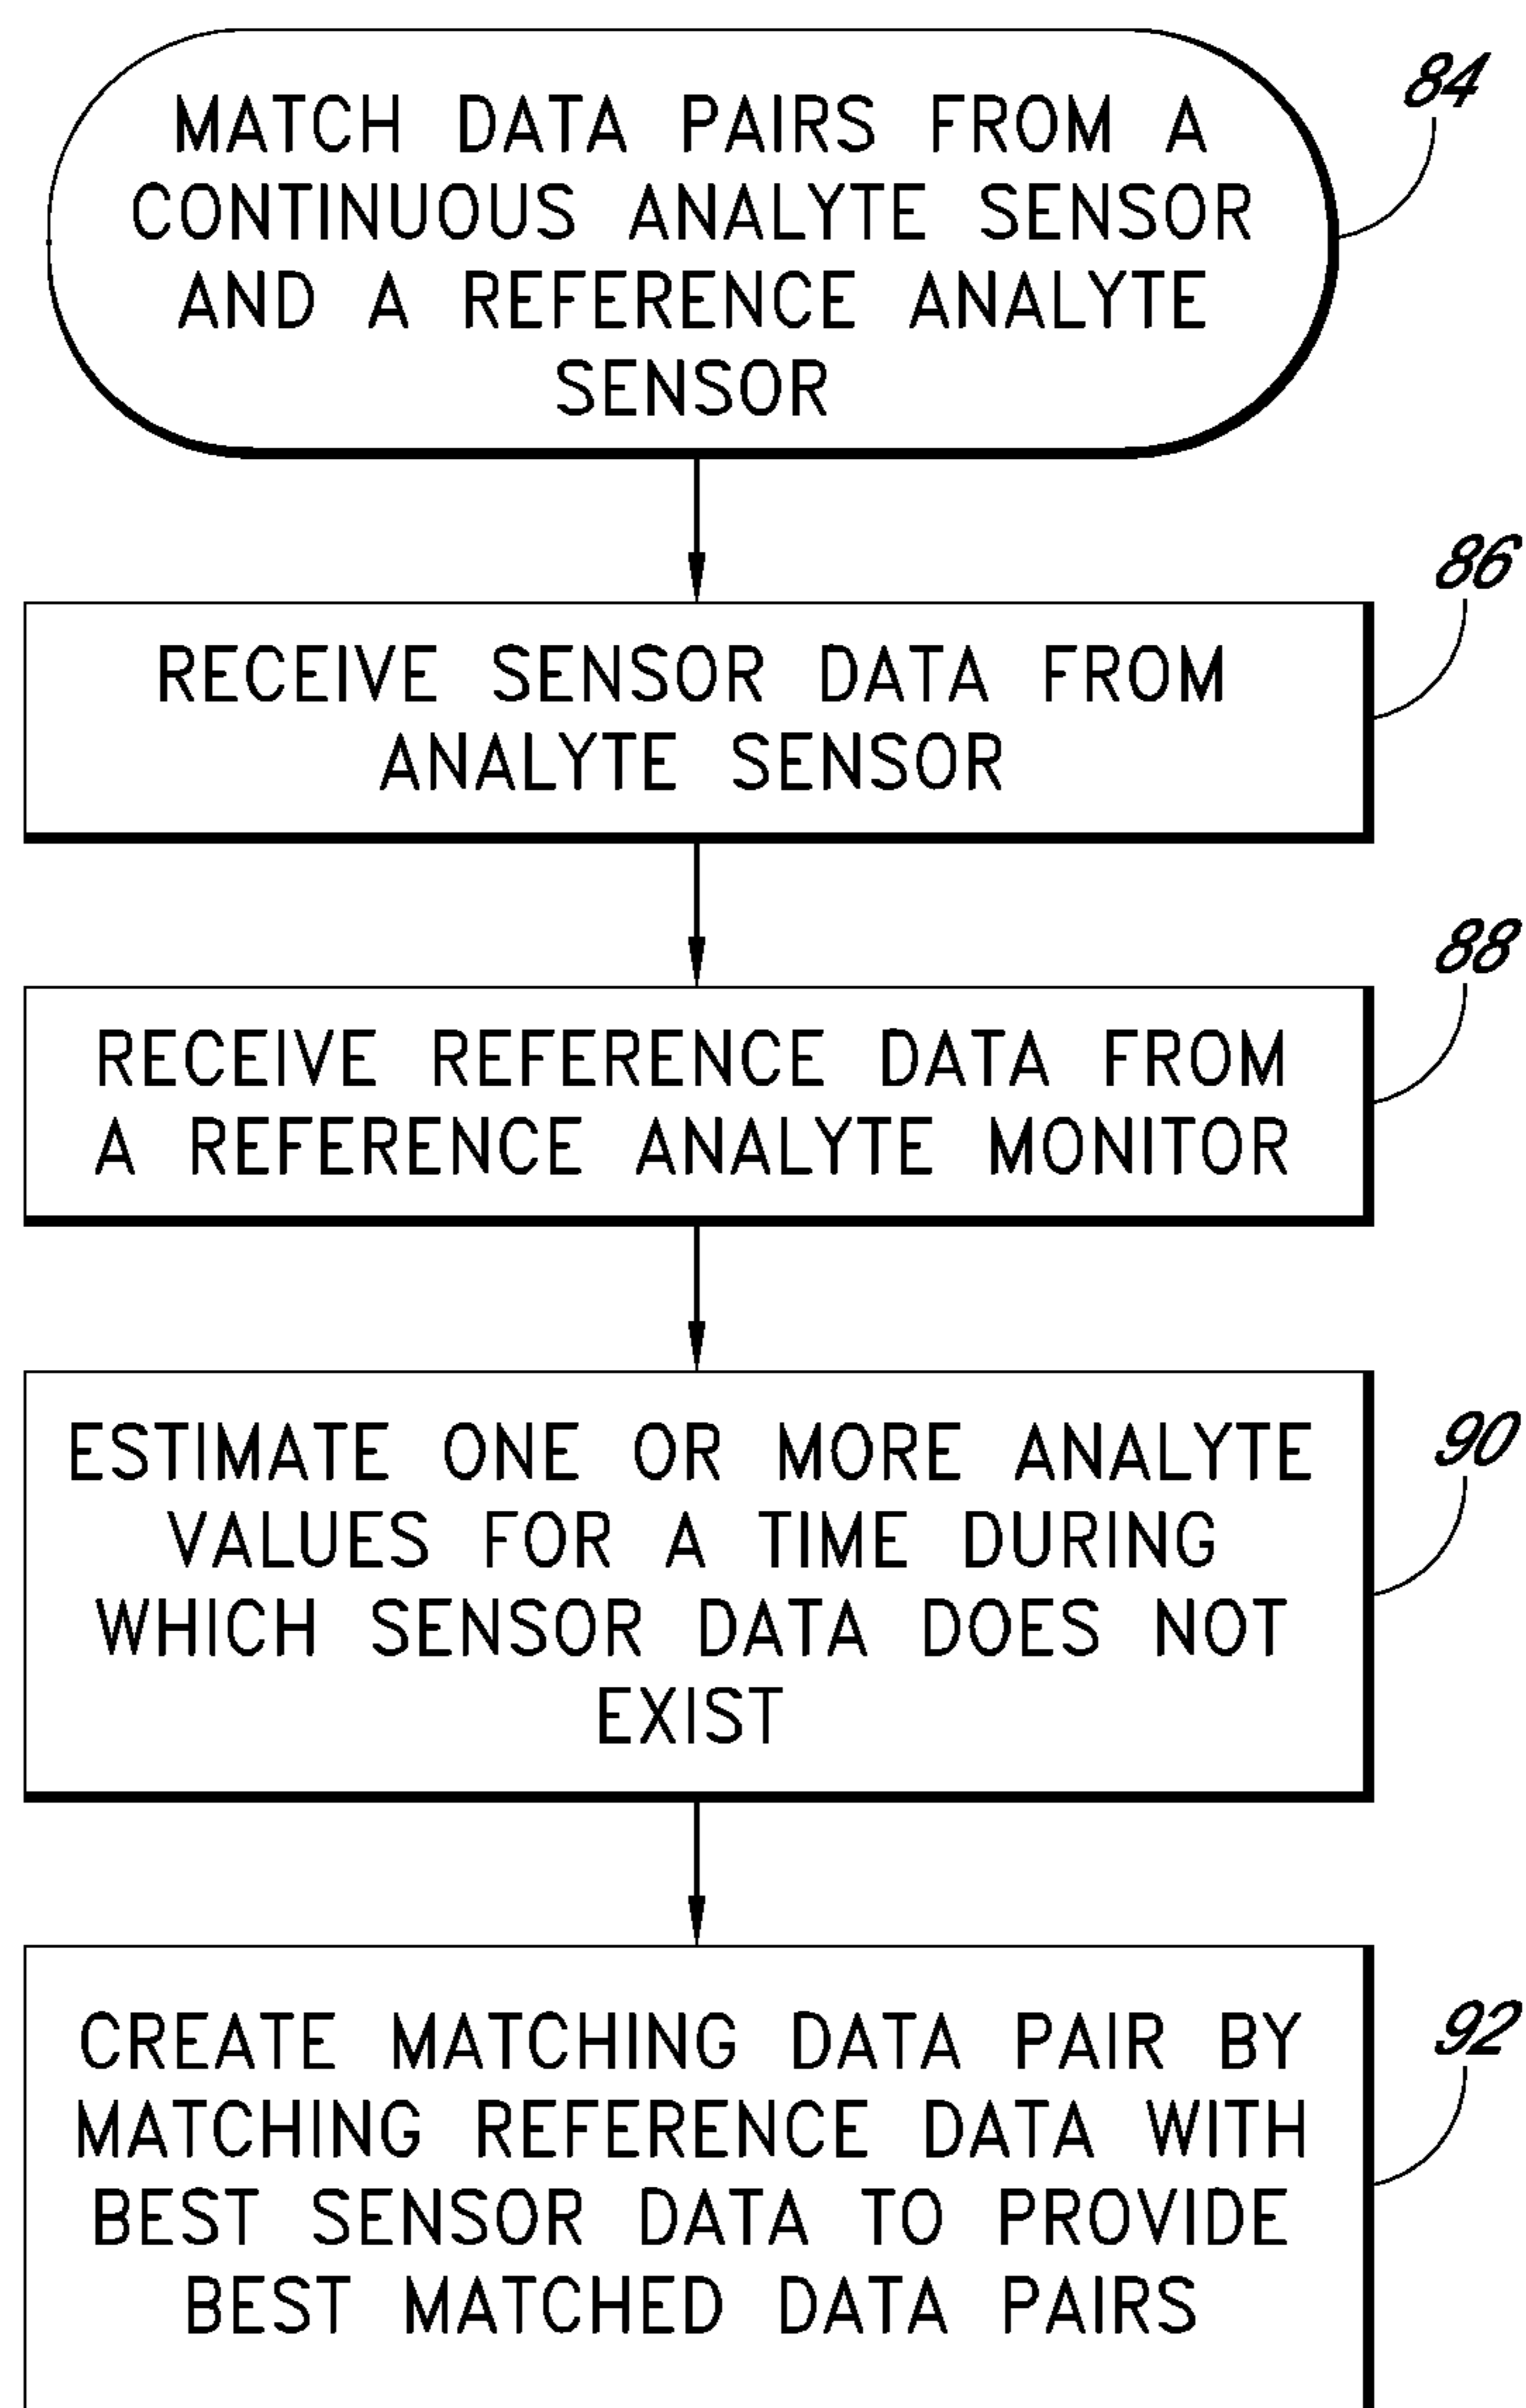 MATCH DATA PAIRS FROM A
CONTINUOUS ANALYTE SENSOR
AND A REFERENCE ANALYTE
SENSOR
84
RECEIVE SENSOR DATA FROM
ANALYTE SENSOR
86
RECEIVE REFERENCE DATA FROM
A REFERENCE ANALYTE MONITOR
88
ESTIMATE ONE OR MORE ANALYTE
VALUES FOR A TIME DURING
WHICH SENSOR DATA DOES NOT
EXIST
90
CREATE MATCHING DATA PAIR BY
MATCHING REFERENCE DATA WITH
BEST SENSOR DATA TO PROVIDE
BEST MATCHED DATA PAIRS
92